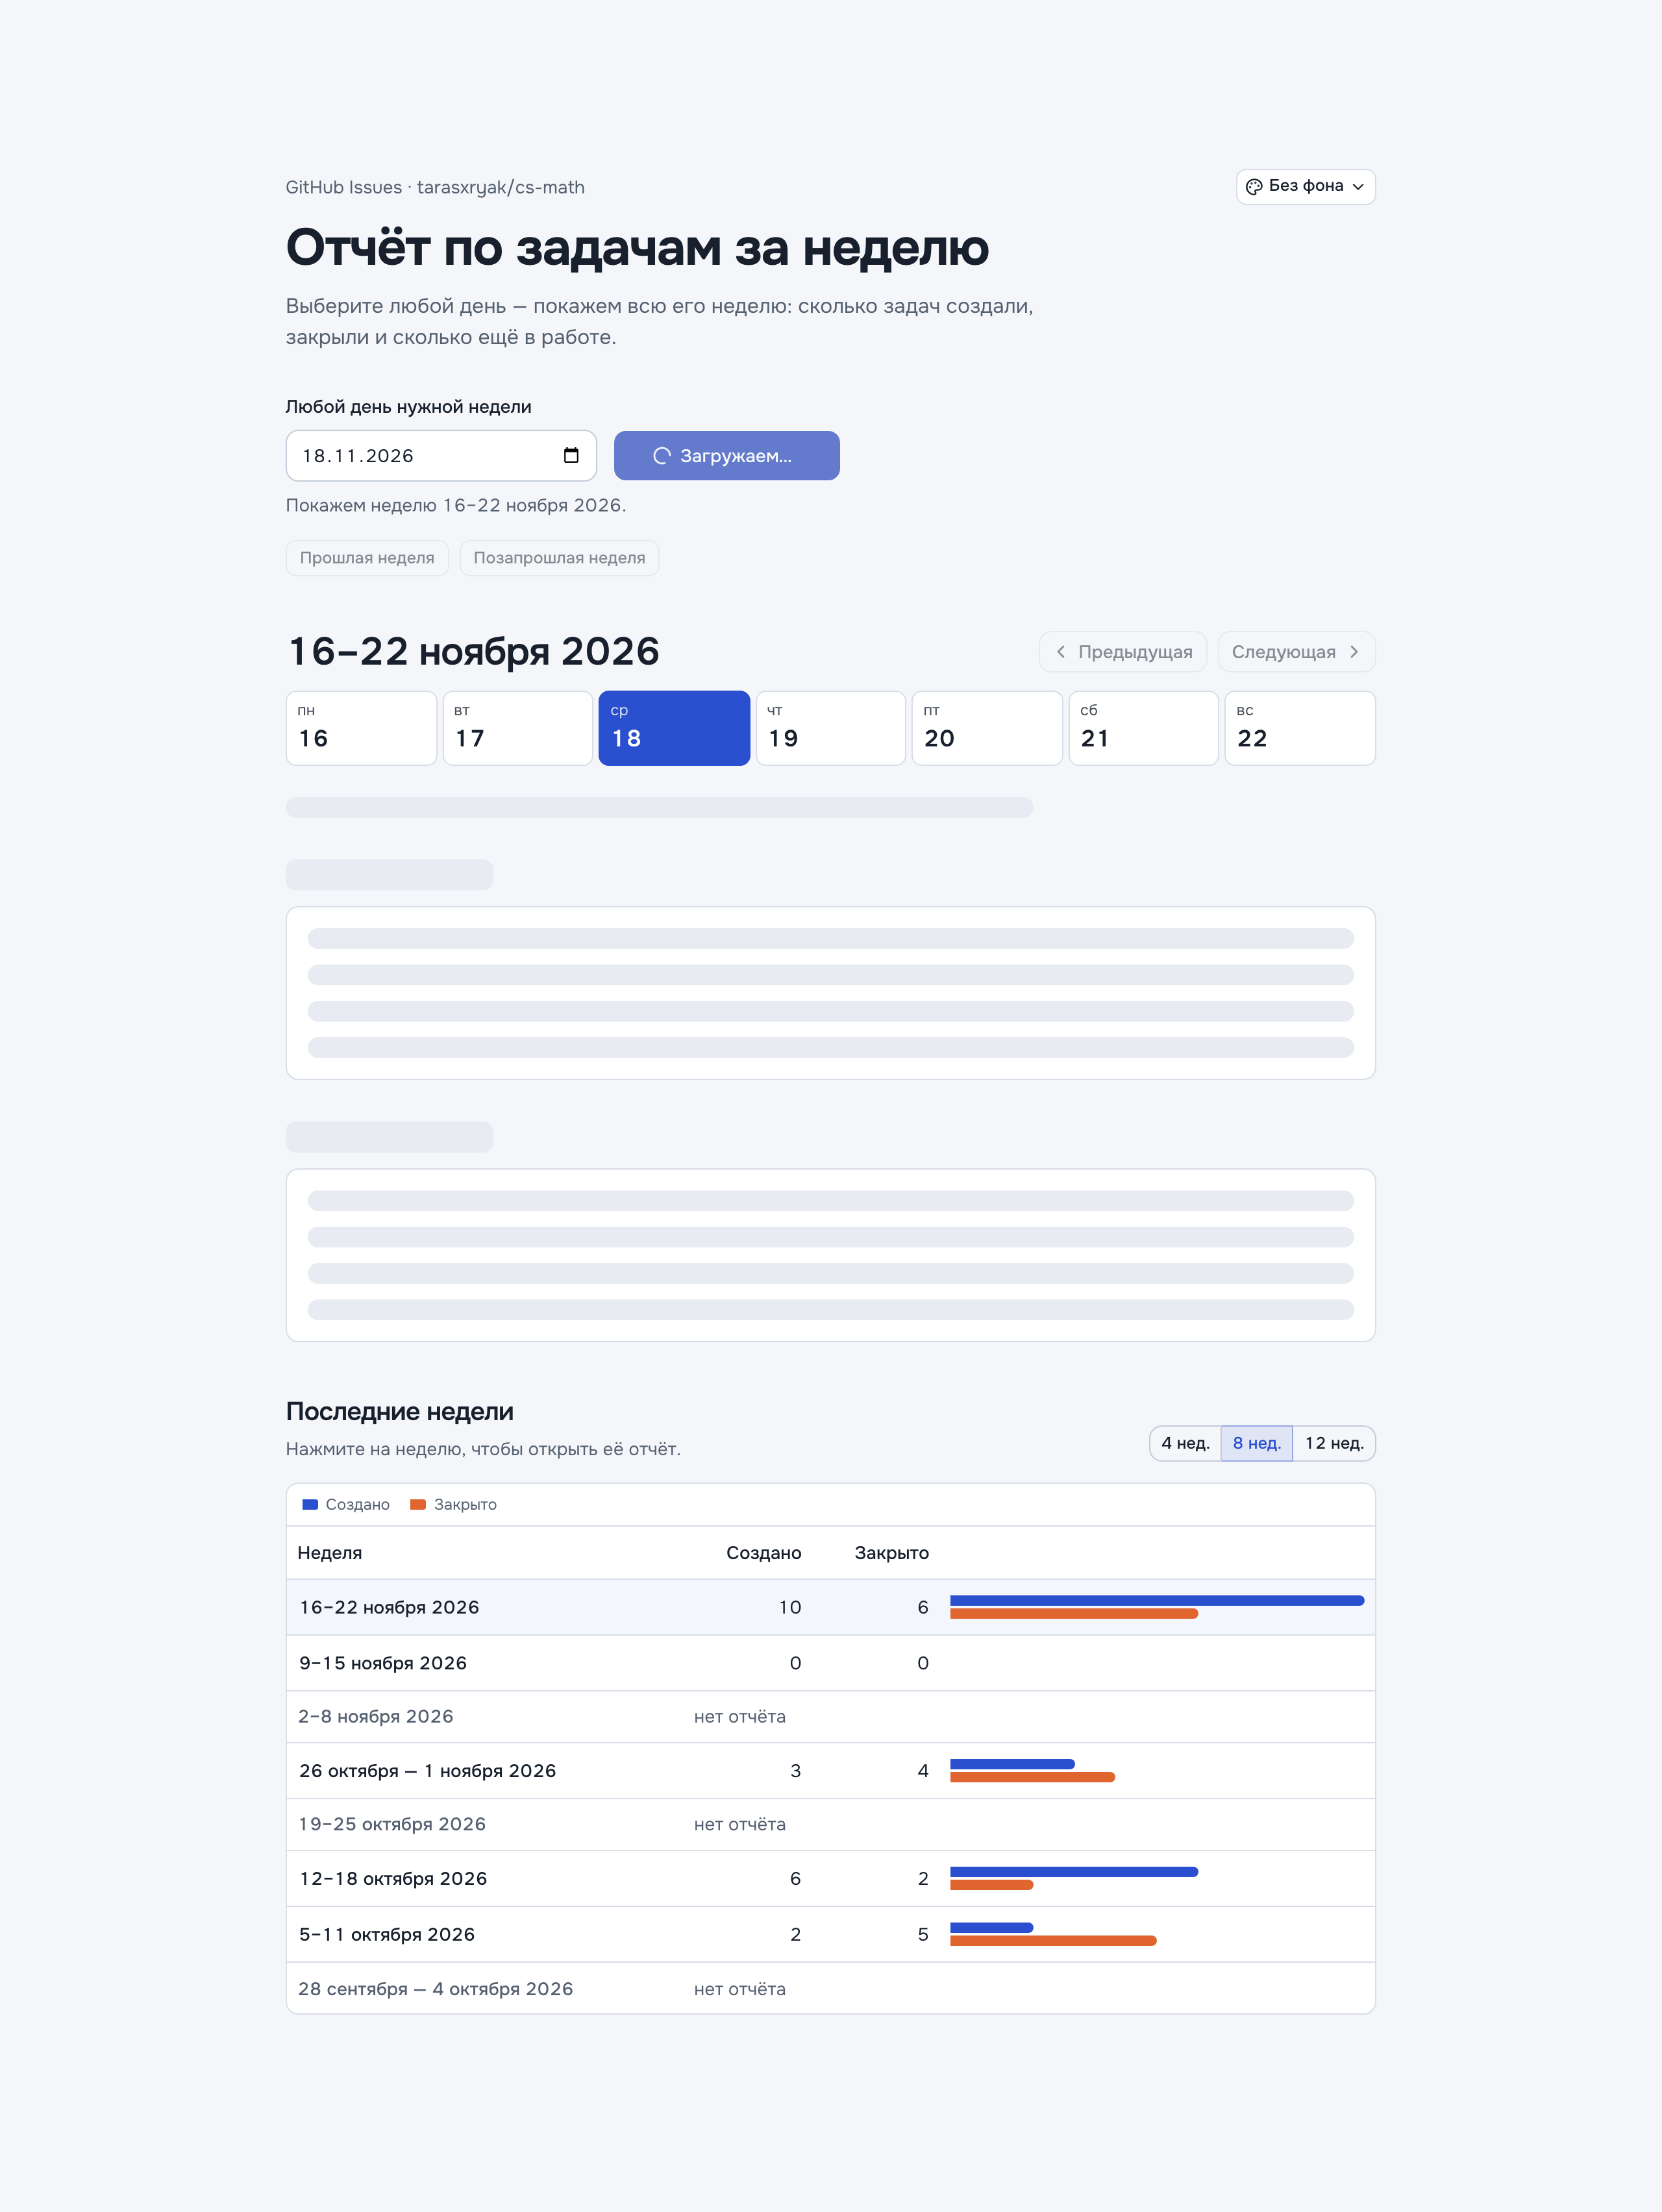 GitHub Issues · tarasxryak/cs-math
Без фона
Отчёт по задачам за неделю
Выберите любой день — покажем всю его неделю: сколько задач создали,
закрыли и сколько ещё в работе.
Любой день нужной недели
18.11.2026
Загружаем...
Покажем неделю 16–22 ноября 2026.
Прошлая неделя
Позапрошлая неделя
16–22 ноября 2026
Предыдущая
Следующая
пн вт ср чт пт сб вс
16 17 18 19 20 21 22
Последние недели
Нажмите на неделю, чтобы открыть её отчёт.
4 нед. 8 нед. 12 нед.
Создано Закрыто
Неделя Создано Закрыто
16–22 ноября 2026 10 6
9–15 ноября 2026 0 0
2–8 ноября 2026 нет отчёта
26 октября — 1 ноября 2026 3 4
19–25 октября 2026 нет отчёта
12–18 октября 2026 6 2
5–11 октября 2026 2 5
28 сентября — 4 октября 2026 нет отчёта